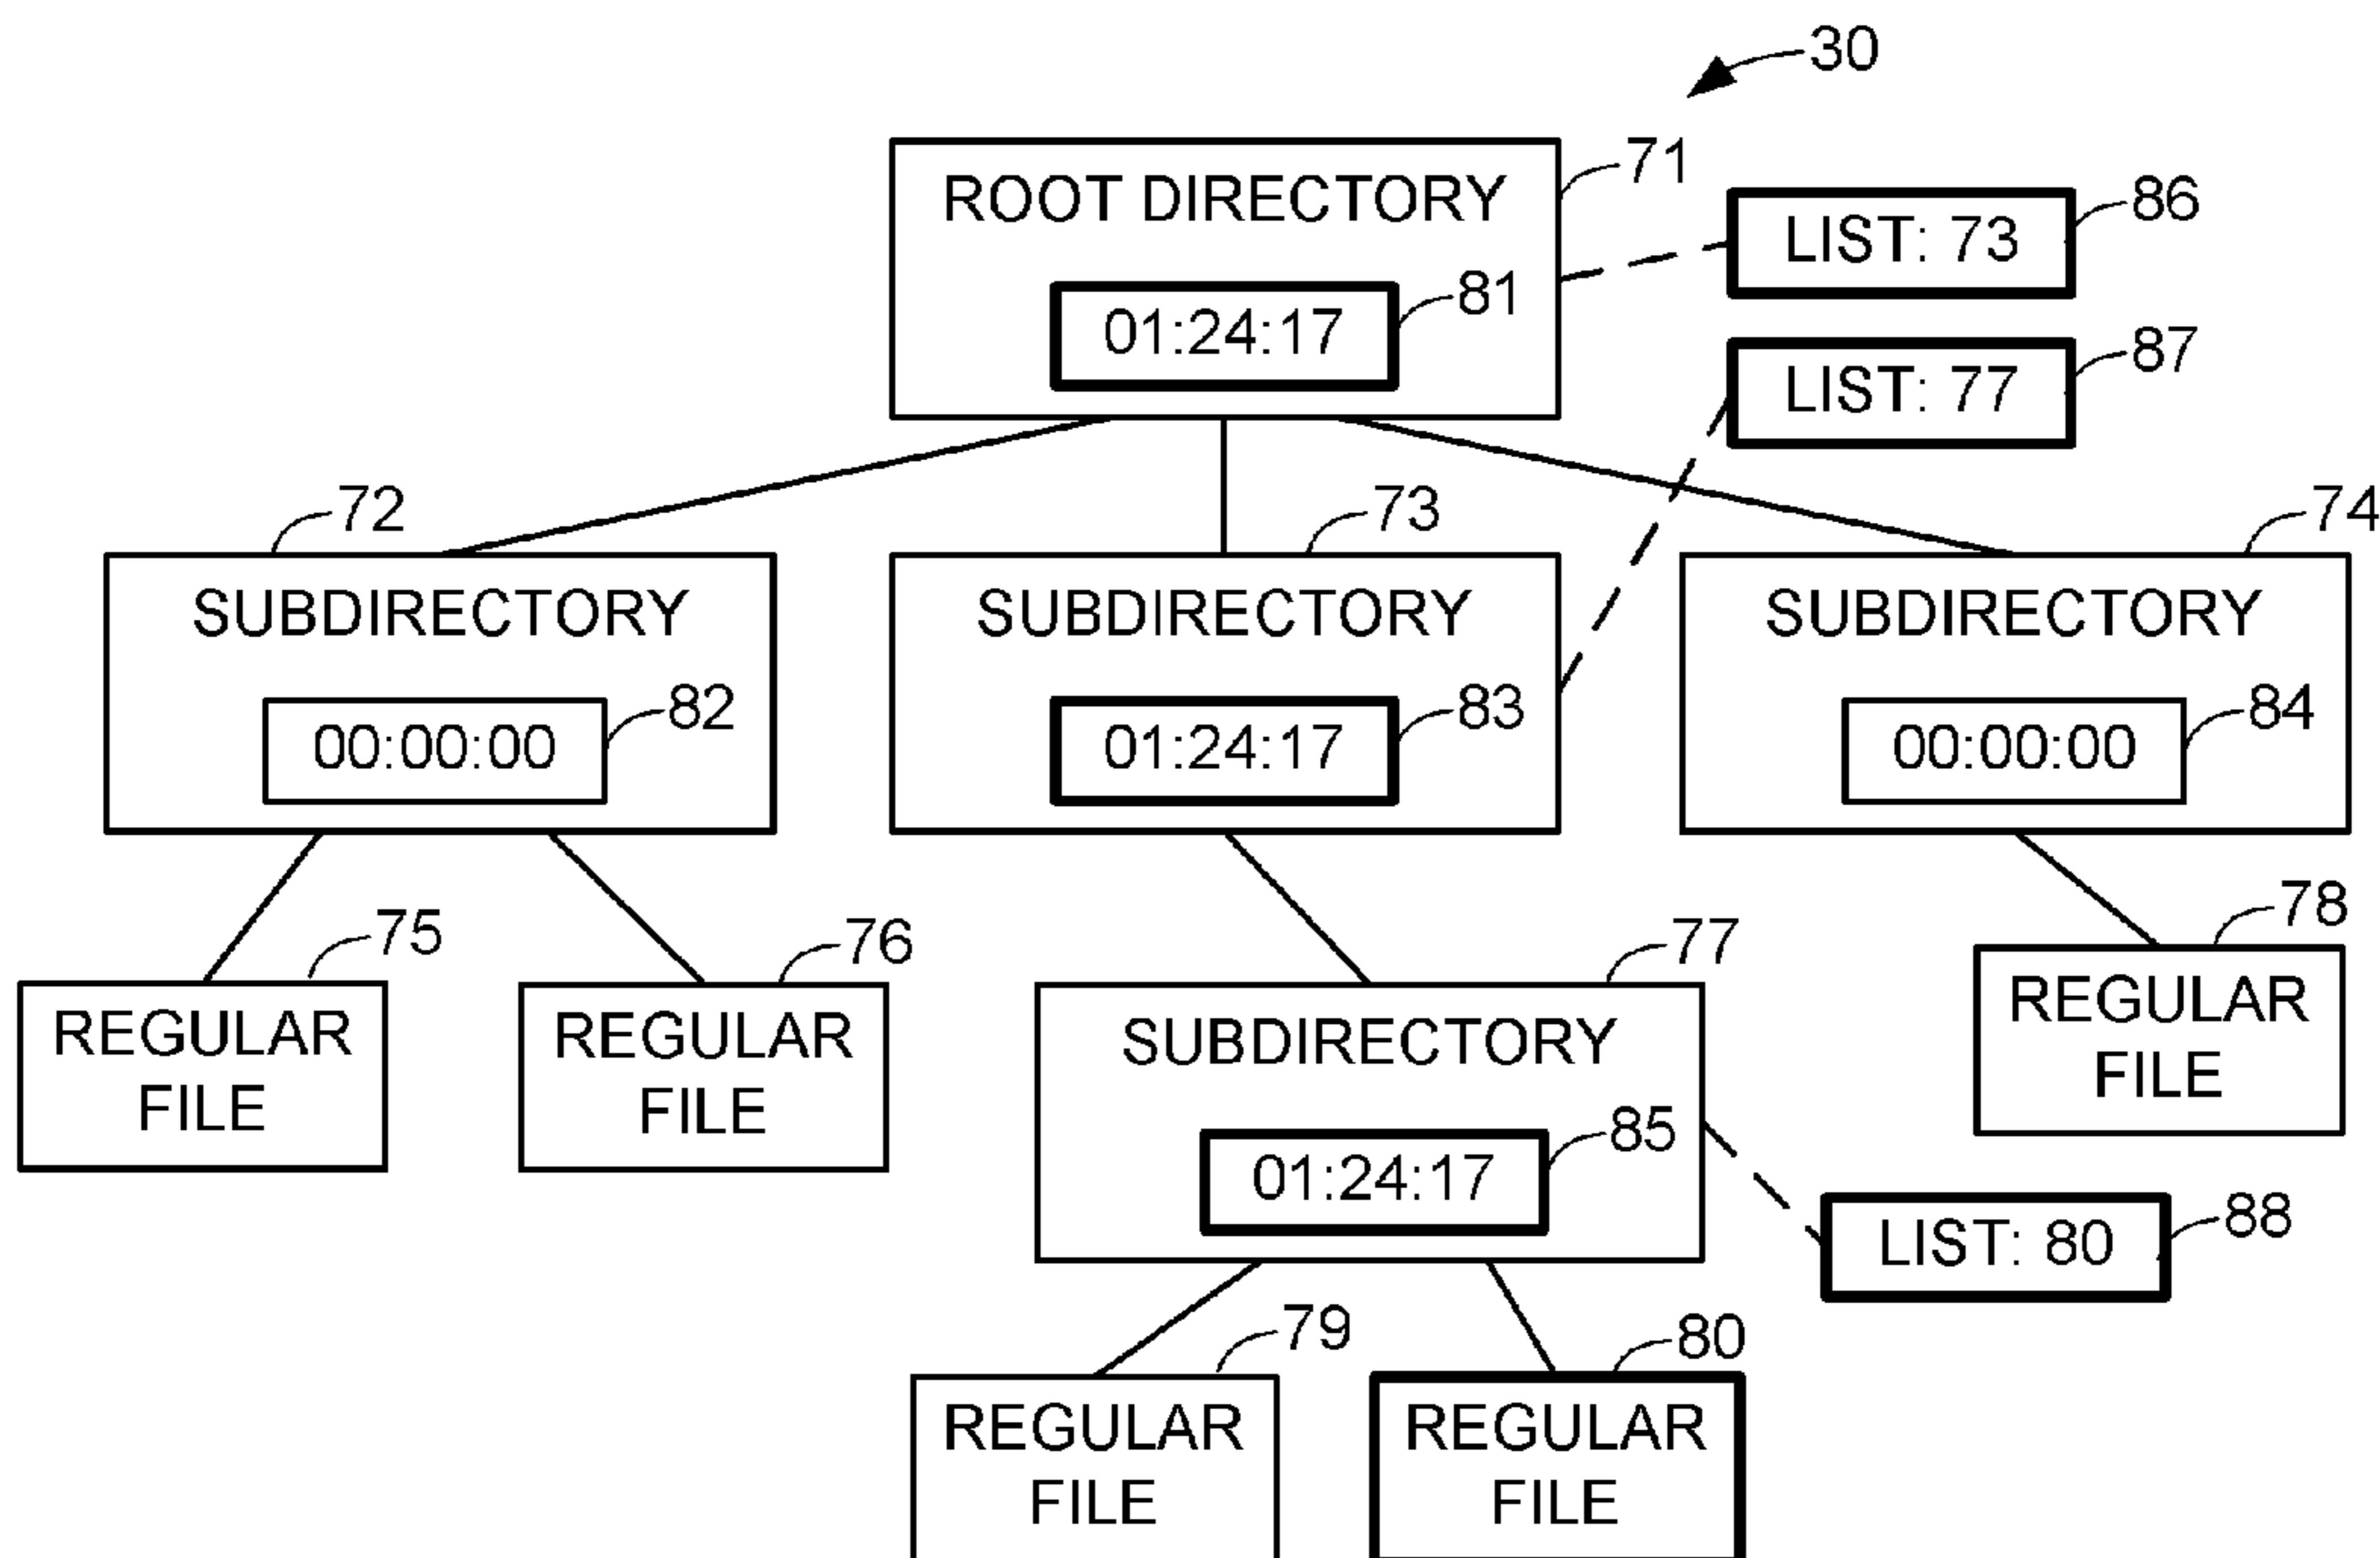 30
71
ROOT DIRECTORY
86
LIST: 73
81
01:24:17
87
LIST: 77
72
73
74
SUBDIRECTORY
SUBDIRECTORY
SUBDIRECTORY
82
83
84
00:00:00
01:24:17
00:00:00
75
76
77
78
REGULAR
FILE
REGULAR
FILE
SUBDIRECTORY
REGULAR
FILE
85
01:24:17
88
LIST: 80
79
80
REGULAR
FILE
REGULAR
FILE